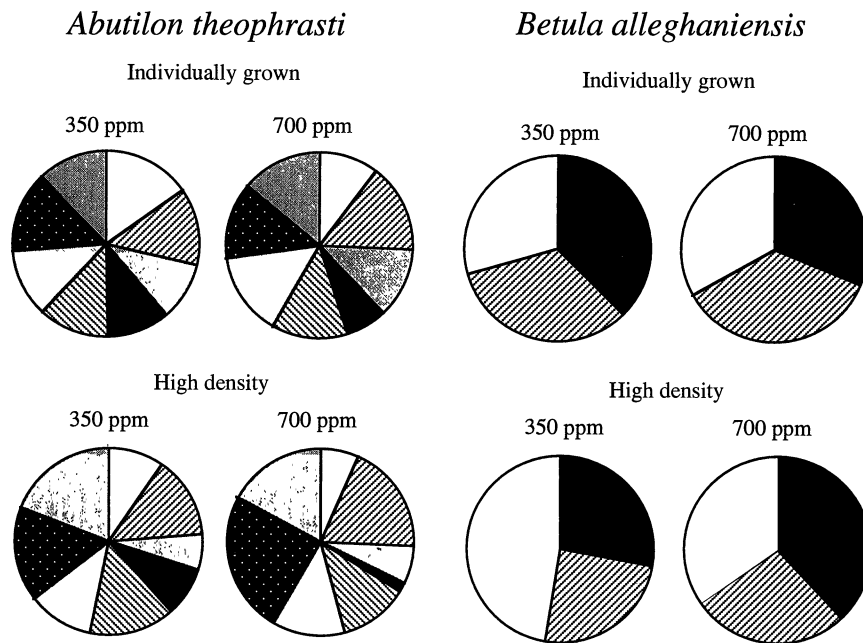 Abutilon theophrasti
Individually grown
350 ppm
700 ppm
High density
350 ppm
700 ppm
Betula alleghaniensis
Individually grown
350 ppm
700 ppm
High density
350 ppm
700 ppm